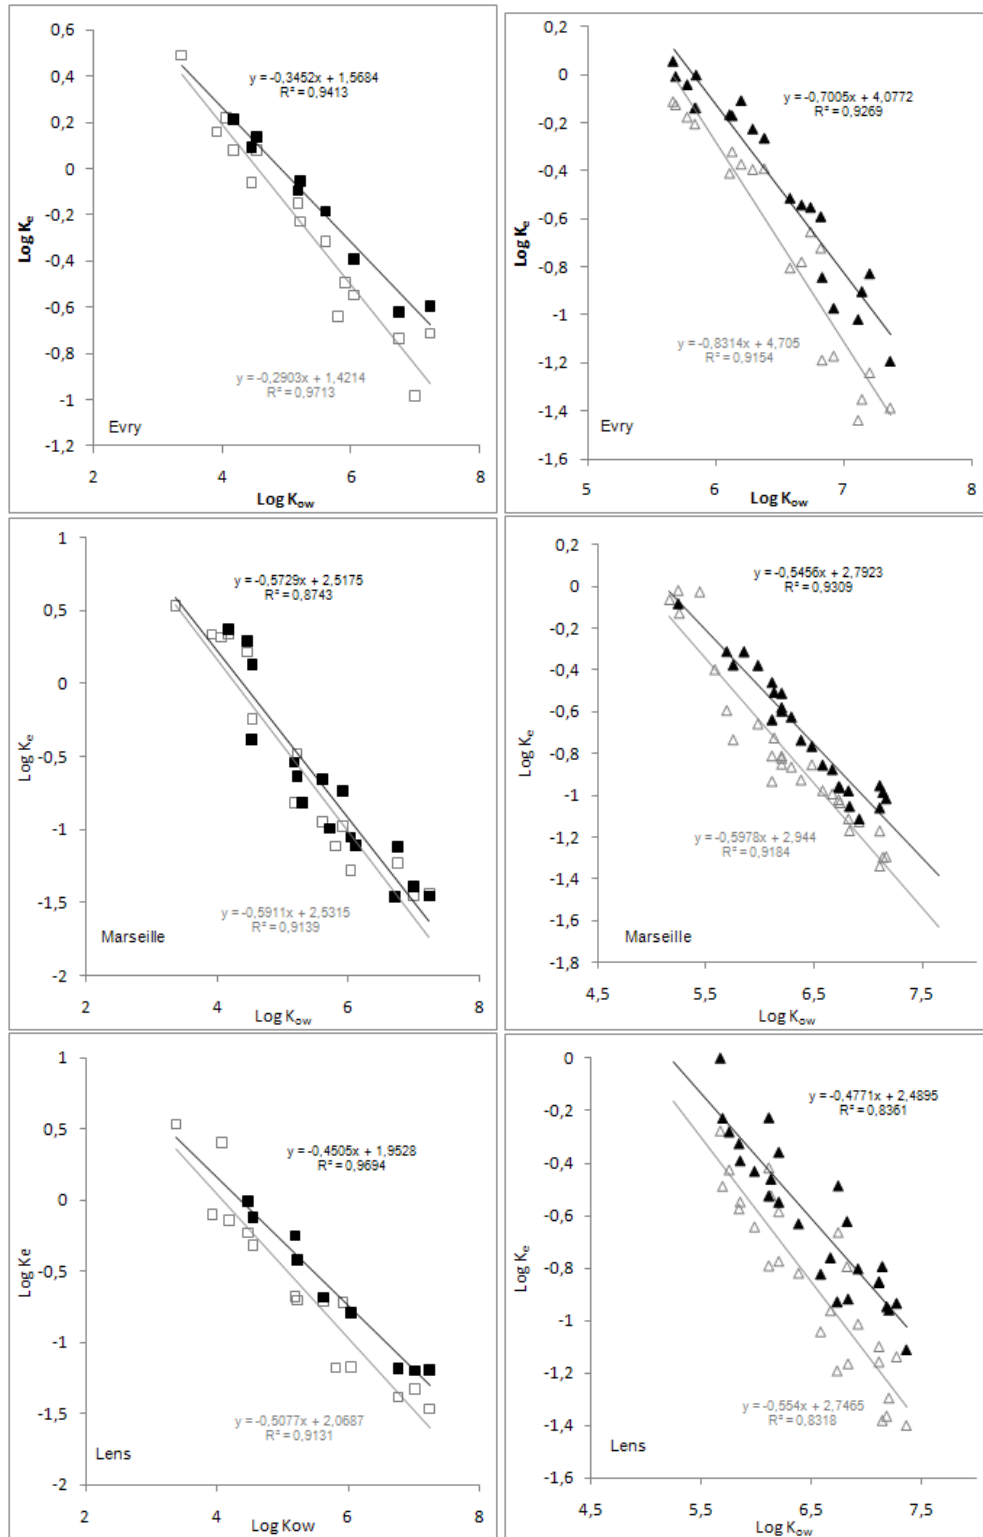 0,6
0,4
0,2
0
-0,2
-0,4
-0,6
-0,8
-1
-1,2
Log Kₑ
y = -0,3452x + 1,5684
R² = 0,9413
y = -0,2903x + 1,4214
R² = 0,9713
Evry
2
4
6
8
Log Kₒw
0
-0,2
-0,4
-0,6
-0,8
-1
-1,2
-1,4
-1,6
Log Kₑ
y = -0,7005x + 4,0772
R² = 0,9269
y = -0,8314x + 4,705
R² = 0,9154
Evry
5
6
7
8
Log Kₒw
1
0,5
0
-0,5
-1
-1,5
-2
Log Kₑ
y = -0,5729x + 2,5175
R² = 0,8743
y = -0,5911x + 2,5315
R² = 0,9139
Marseille
2
4
6
8
Log Kₒw
0,2
0
-0,2
-0,4
-0,6
-0,8
-1
-1,2
-1,4
-1,6
-1,8
Log Kₑ
y = -0,5456x + 2,7923
R² = 0,9309
y = -0,5978x + 2,944
R² = 0,9184
Marseille
4,5
5,5
6,5
7,5
Log Kₒw
1
0,5
0
-0,5
-1
-1,5
-2
Log Ke
y = -0,4505x + 1,9528
R² = 0,9694
y = -0,5077x + 2,0687
R² = 0,9131
Lens
2
4
6
8
Log Kow
0
-0,2
-0,4
-0,6
-0,8
-1
-1,2
-1,4
-1,6
Log Kₑ
y = -0,4771x + 2,4895
R² = 0,8361
y = -0,554x + 2,7465
R² = 0,8318
Lens
4,5
5,5
6,5
7,5
Log Kₒw